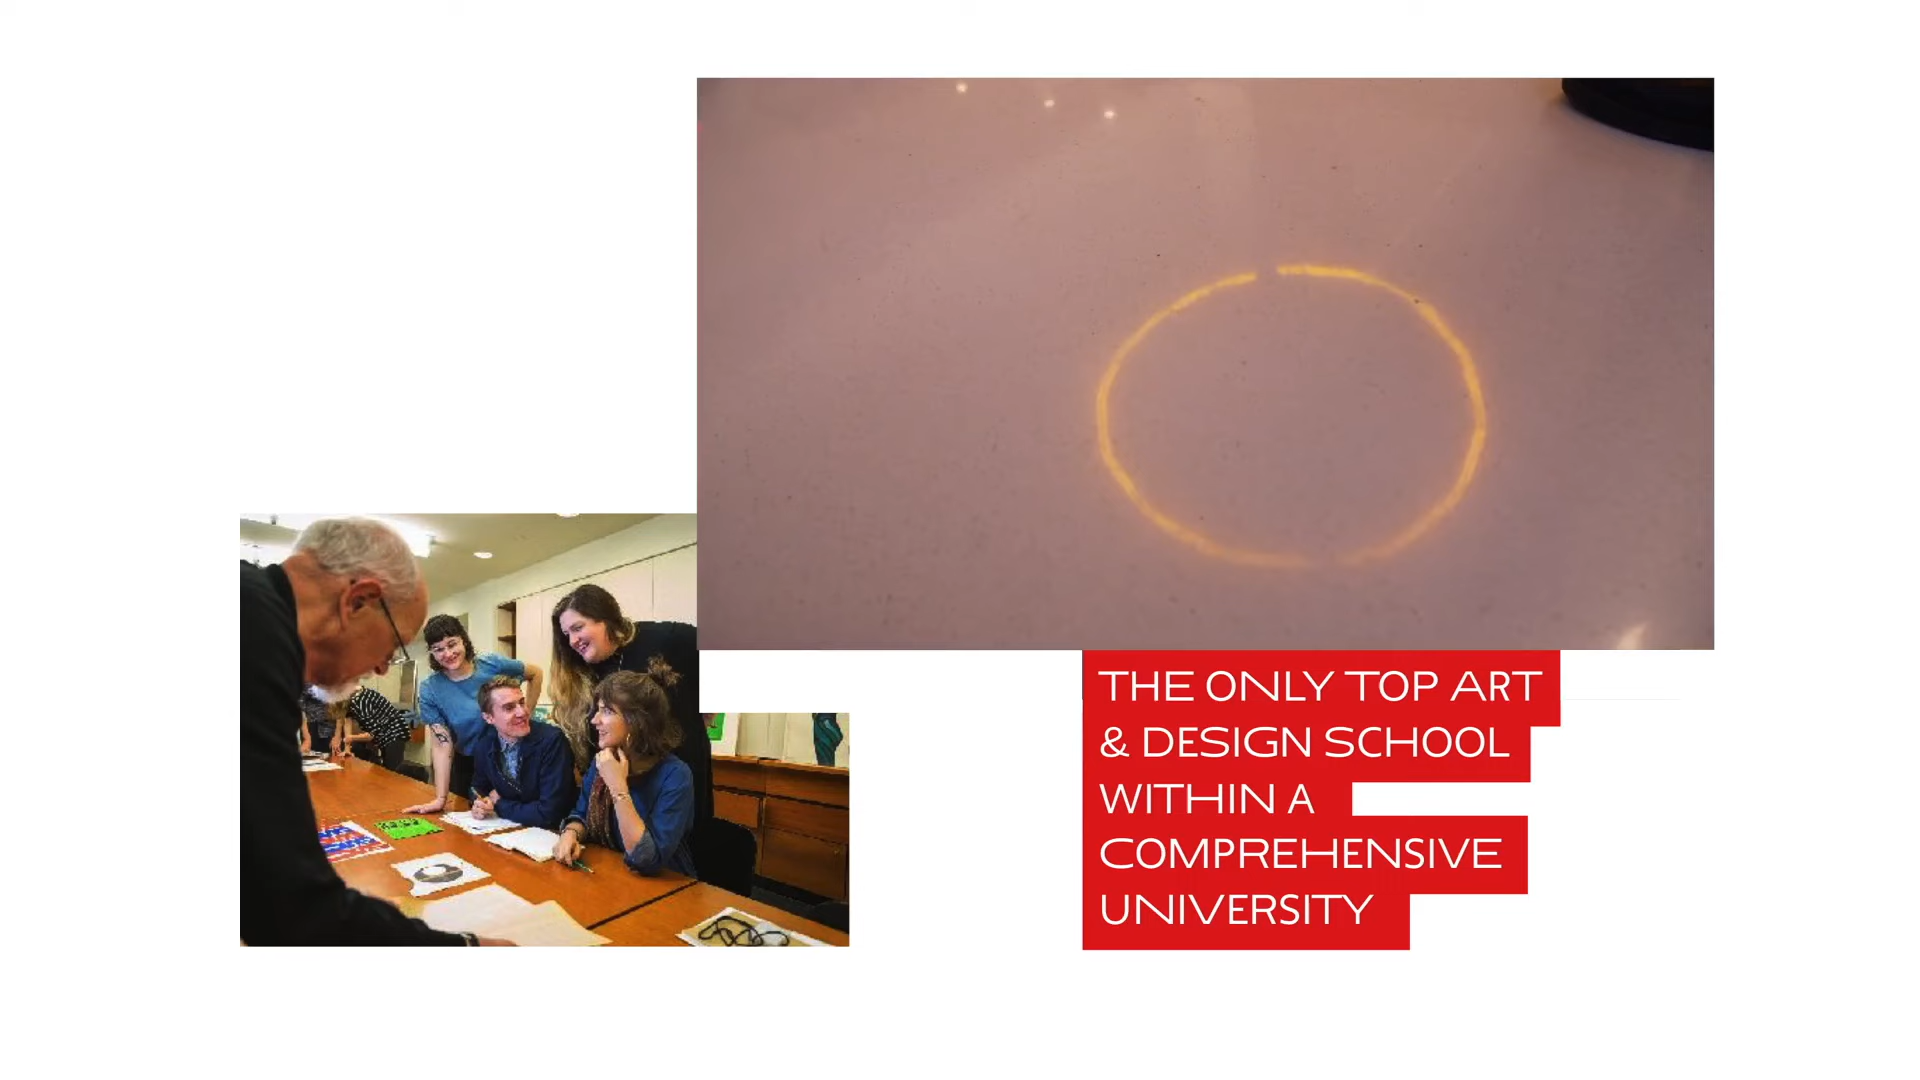 THE ONLY TOP ART
& DESIGN SCHOOL
WITHIN A
COMPREHENSIVE
UNIVERSITY